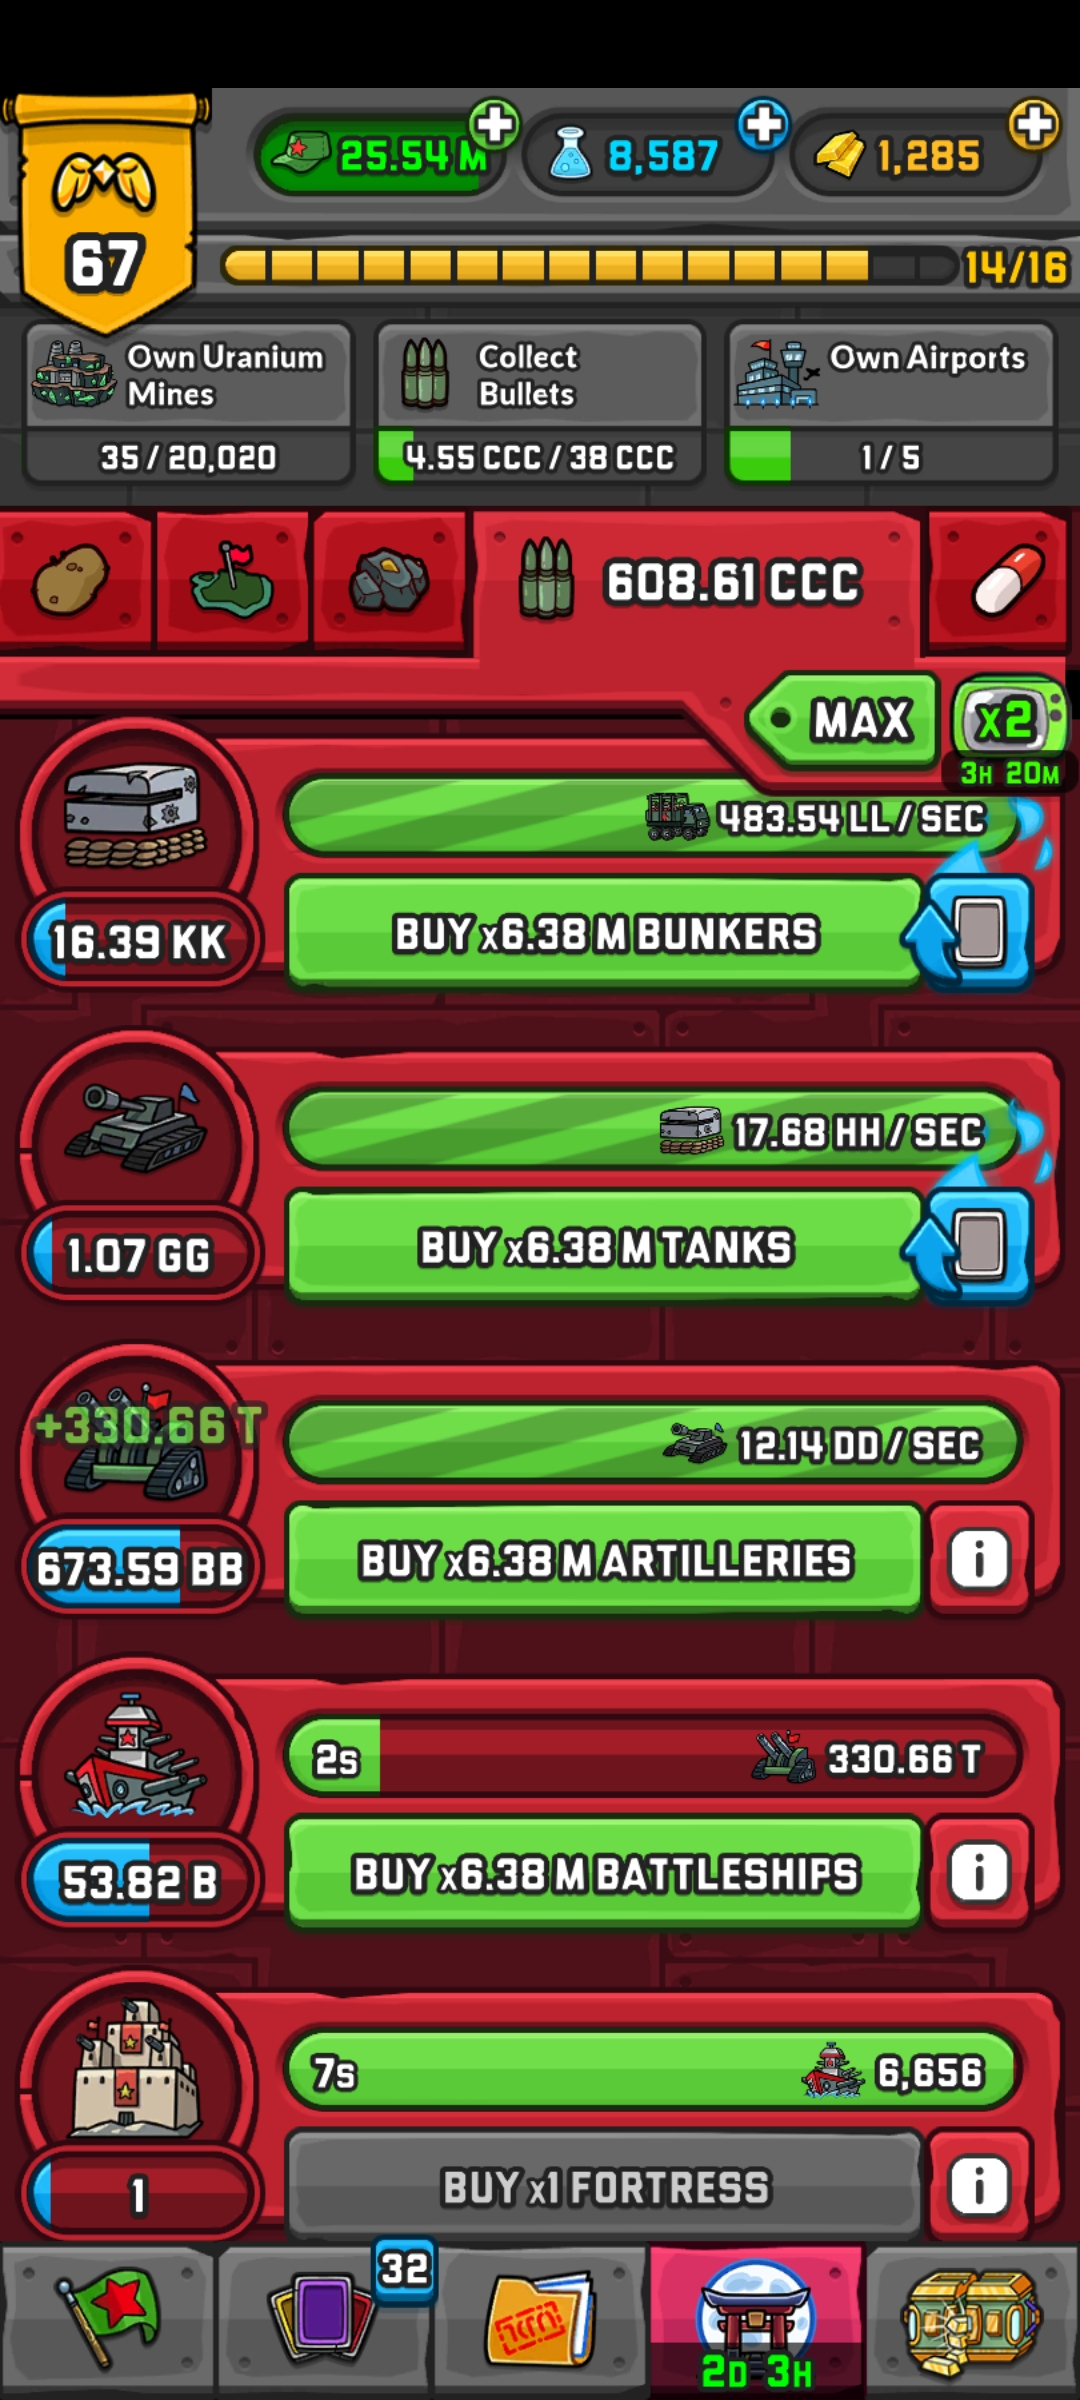 67
25.54 M
8,587
1,285
14/16
Own Uranium
Mines
35 / 20,020
Collect
Bullets
4.55 CCC / 38 CCC
Own Airports
1 / 5
608.61 CCC
MAX
x2
3H 20M
483.54 LL / SEC
16.39 KK
BUY x6.38 M BUNKERS
17.68 HH / SEC
1.07 GG
BUY x6.38 M TANKS
+330.66 T
12.14 DD / SEC
673.59 BB
BUY x6.38 M ARTILLERIES
i
2s
330.66 T
53.82 B
BUY x6.38 M BATTLESHIPS
i
7s
6,656
1
BUY x1 FORTRESS
i
32
2D 3H